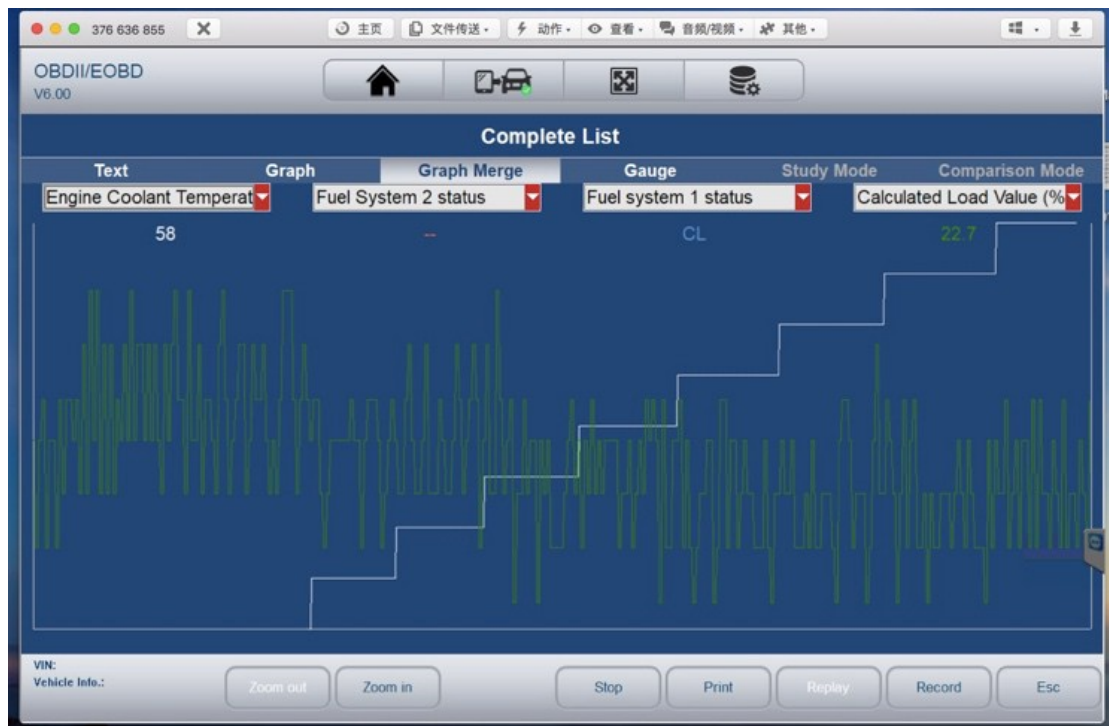 376 636 855 主页 文件传送 动作 查看 音频/视频 其他
OBDII/EOBD
V6.00
Complete List
Text Graph Graph Merge Gauge Study Mode Comparison Mode
Engine Coolant Temperat Fuel System 2 status Fuel system 1 status Calculated Load Value (%
58 -- CL 22.7
VIN:
Vehicle Info.:
Zoom out Zoom in Stop Print Replay Record Esc